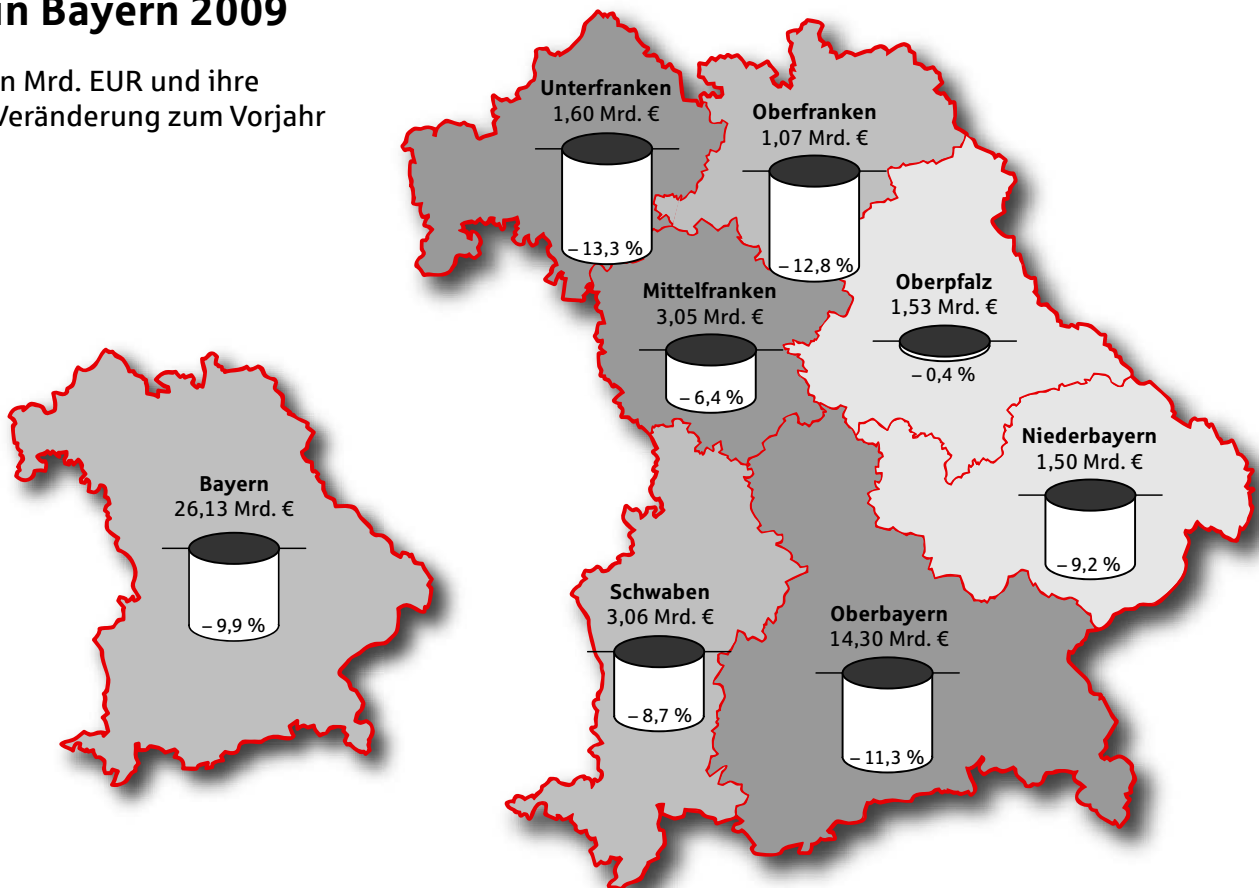 in Bayern 2009
in Mrd. EUR und ihre
Veränderung zum Vorjahr
Unterfranken
1,60 Mrd. €
– 13,3 %
Oberfranken
1,07 Mrd. €
– 12,8 %
Mittelfranken
3,05 Mrd. €
– 6,4 %
Oberpfalz
1,53 Mrd. €
– 0,4 %
Niederbayern
1,50 Mrd. €
– 9,2 %
Bayern
26,13 Mrd. €
– 9,9 %
Schwaben
3,06 Mrd. €
– 8,7 %
Oberbayern
14,30 Mrd. €
– 11,3 %